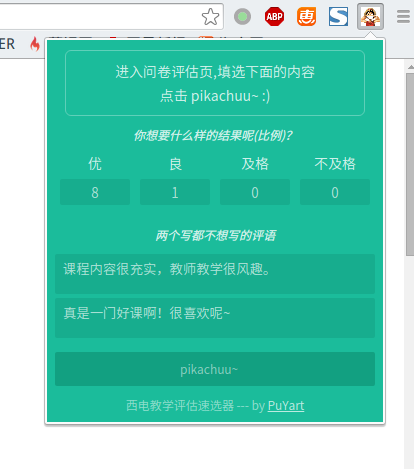 ER
ABP
惠
S
进入问卷评估页,填选下面的内容
点击 pikachuu~ :)
你想要什么样的结果呢(比例)?
优 良 及格 不及格
8 1 0 0
两个写都不想写的评语
课程内容很充实，教师教学很风趣。
真是一门好课啊！很喜欢呢~
pikachuu~
西电教学评估速选器 --- by PuYart